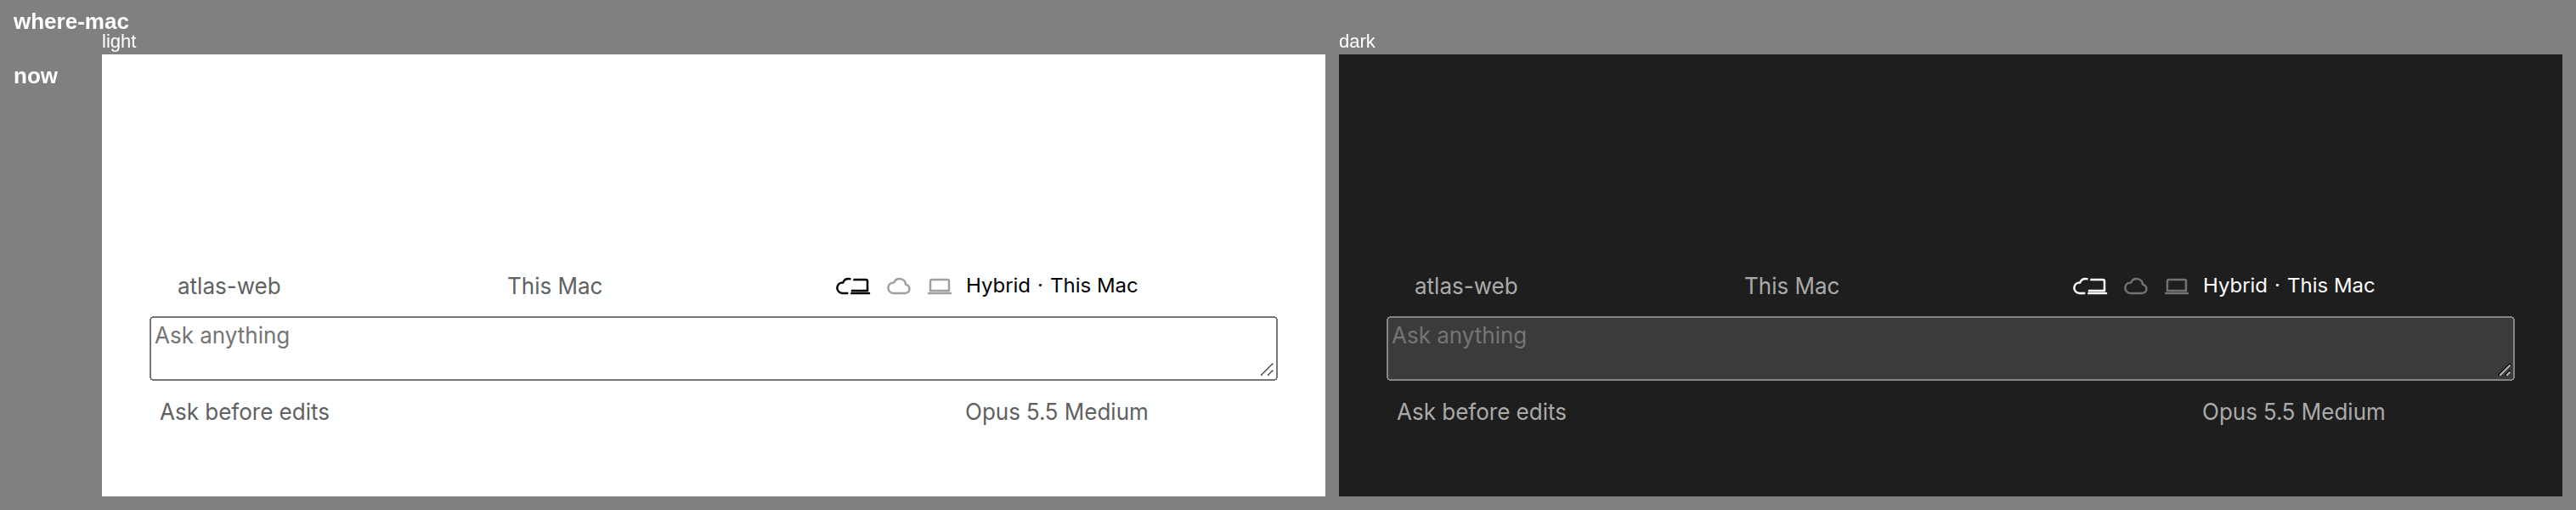 where-mac
light dark
now
atlas-web This Mac Hybrid · This Mac atlas-web This Mac Hybrid · This Mac
Ask anything Ask anything
Ask before edits Opus 5.5 Medium Ask before edits Opus 5.5 Medium